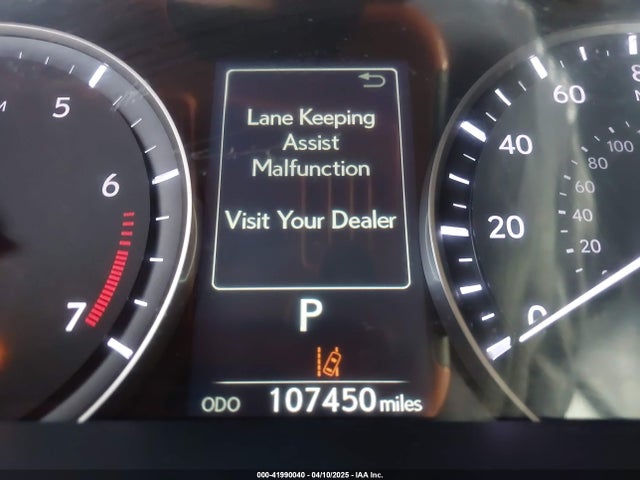 Lane Keeping
Assist
Malfunction
Visit Your Dealer
5
6
7
P
ODO 107450 miles
60
40
20
0
100
80
60
40
20
000-41990040 - 04/10/2025 - IAA Inc.